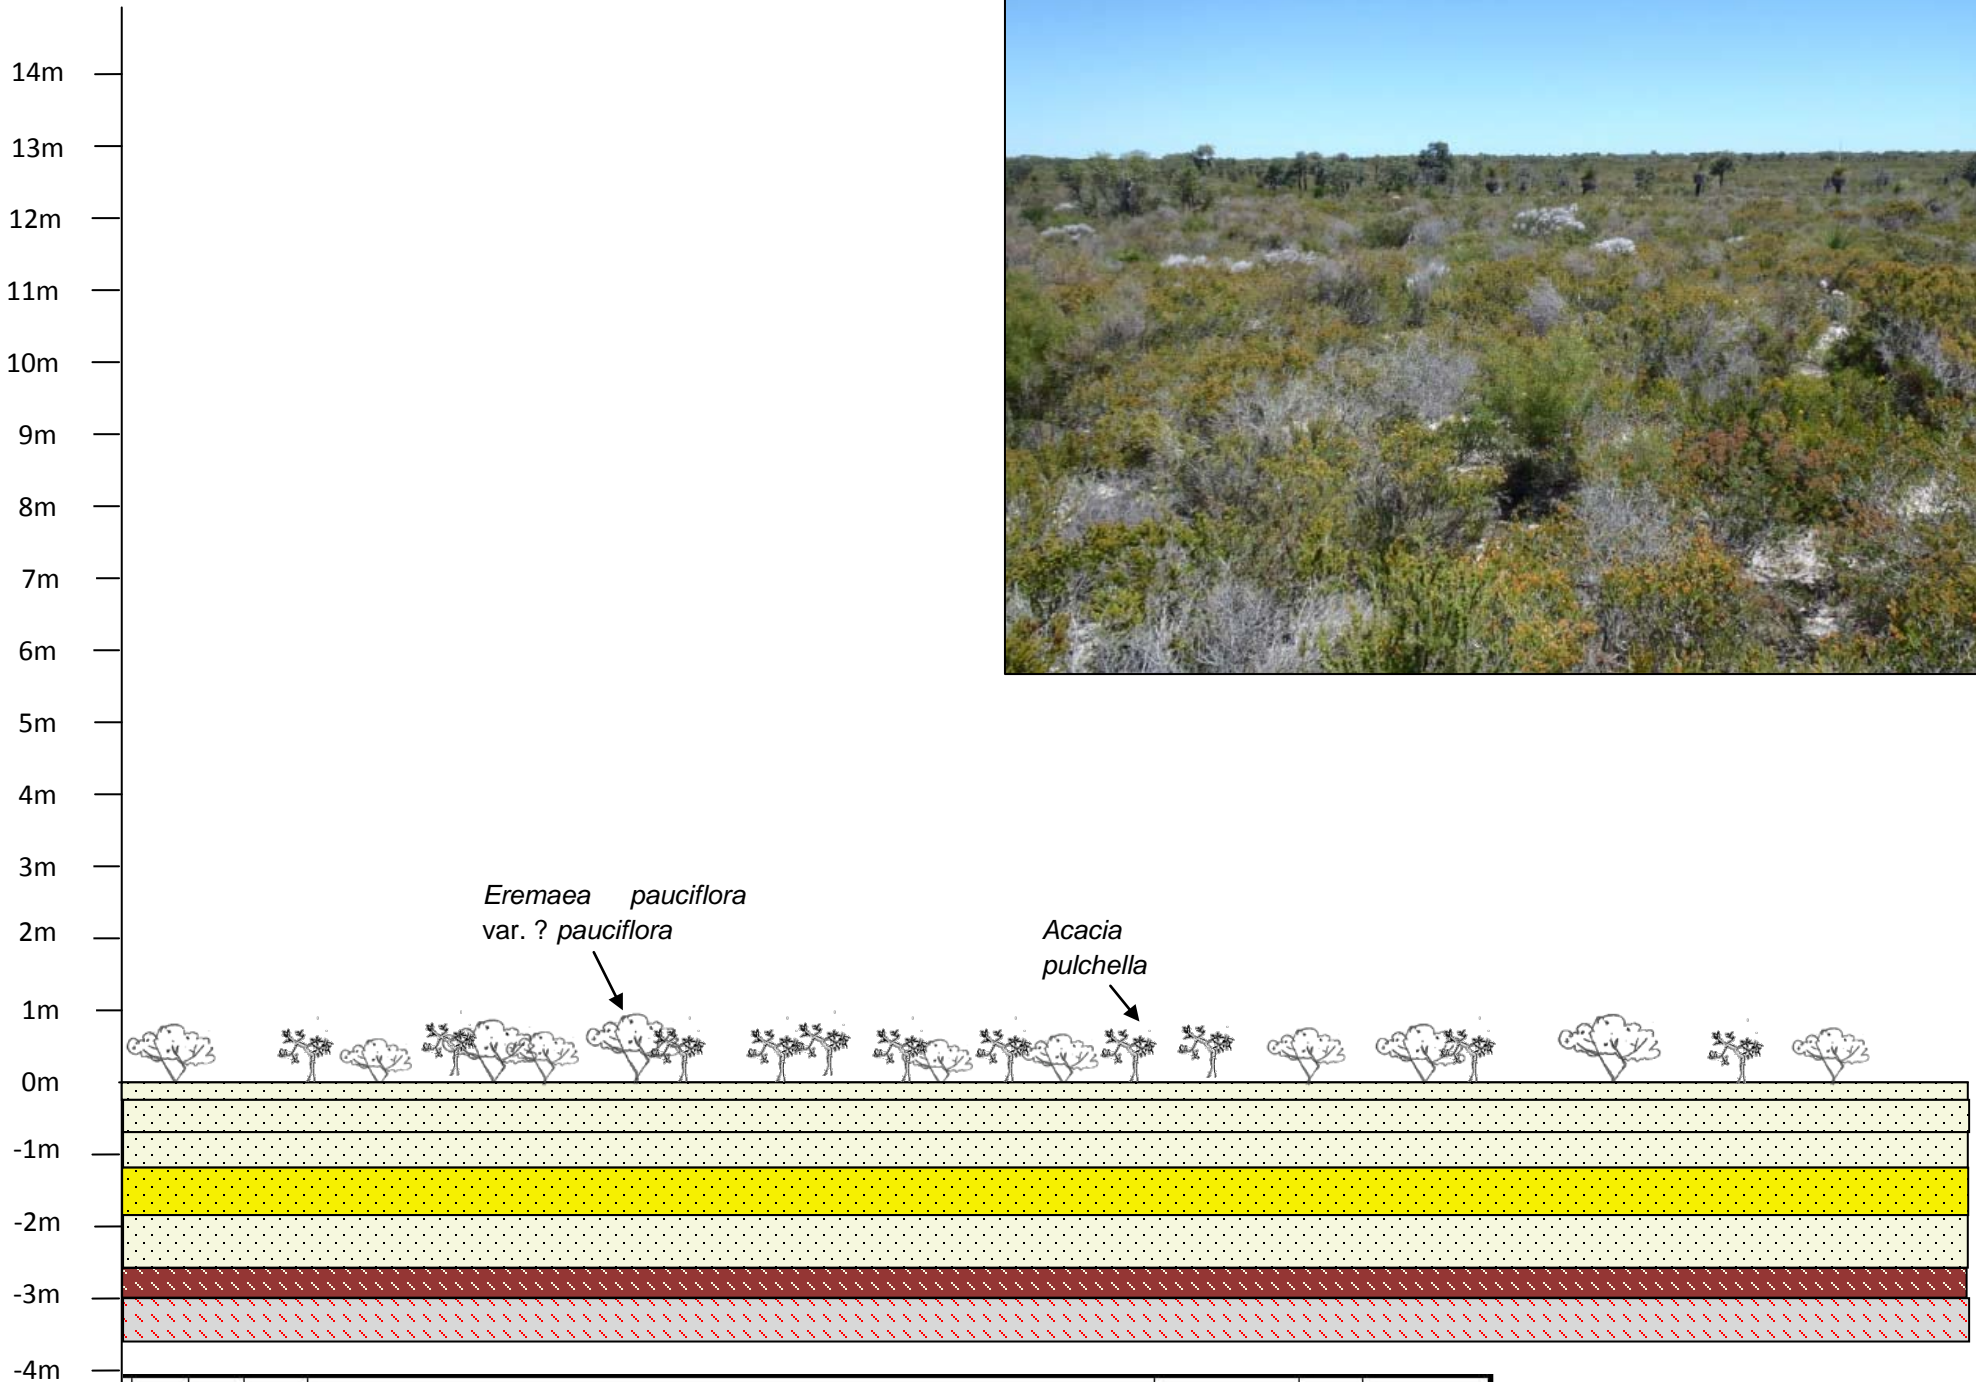 14m
13m
12m
11m
10m
9m
8m
7m
6m
5m
4m
3m
Eremaea pauciflora
var. ? pauciflora
2m
Acacia
pulchella
1m
0m
-1m
-2m
-3m
-4m